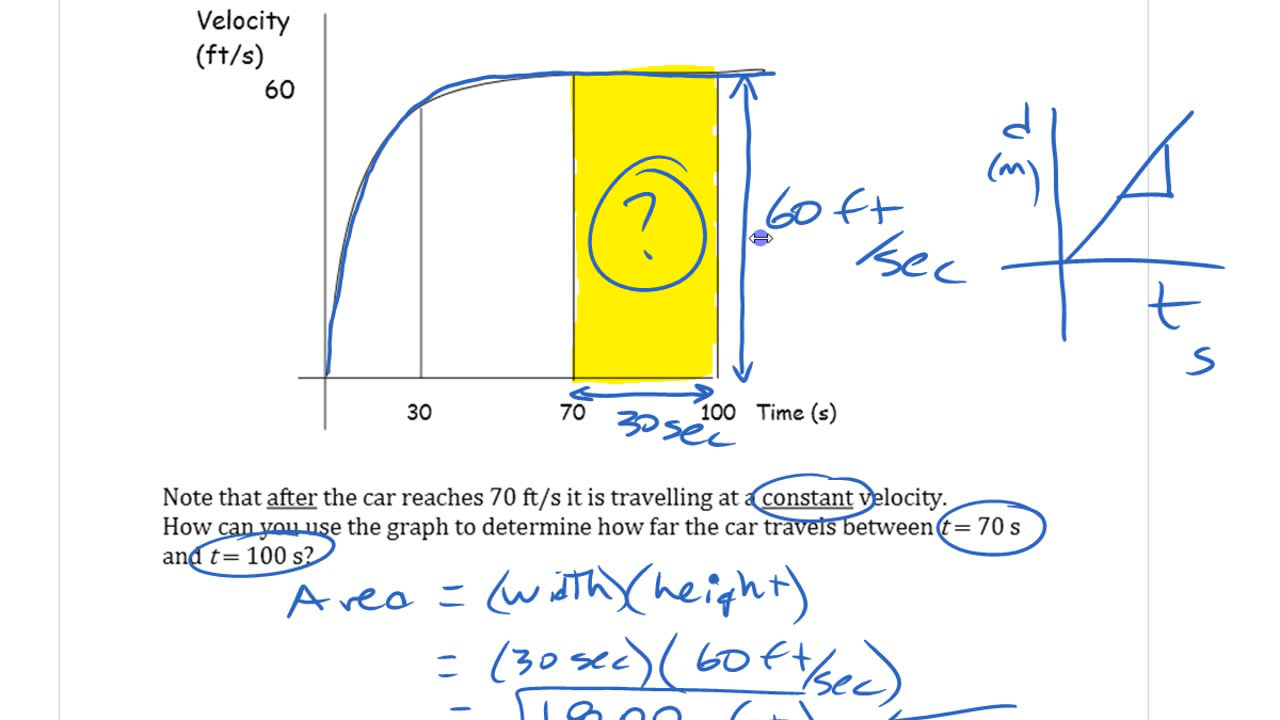 Velocity
(ft/s)
60
?
60 ft
/sec
d
(m)
t
s
30 70 100 Time (s)
30 sec
Note that after the car reaches 70 ft/s it is travelling at a constant velocity.
How can you use the graph to determine how far the car travels between t = 70 s
and t = 100 s?
Area = (width)(height)
= (30 sec)(60 ft/sec)
= 1800 (ft)